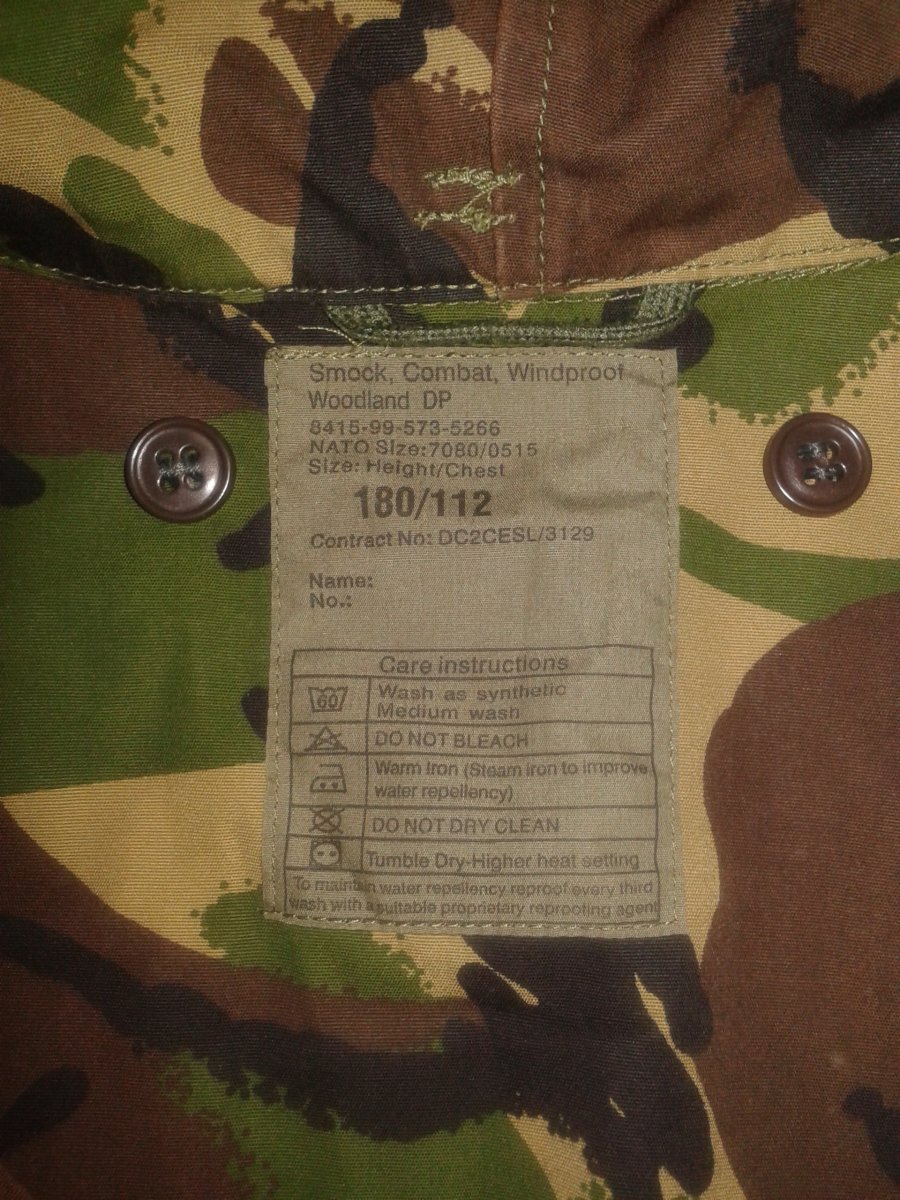 Smock, Combat, Windproof
Woodland DP
8415-99-573-5266
NATO Size:7080/0515
Size: Height/Chest
180/112
Contract No: DC2CESL/3129
Name:
No.:
Care instructions
60 Wash as synthetic
Medium wash
DO NOT BLEACH
Warm Iron (Steam iron to improve
water repellency)
DO NOT DRY CLEAN
Tumble Dry-Higher heat setting
To maintain water repellency reproof every third
wash with a suitable proprietary reproofing agent